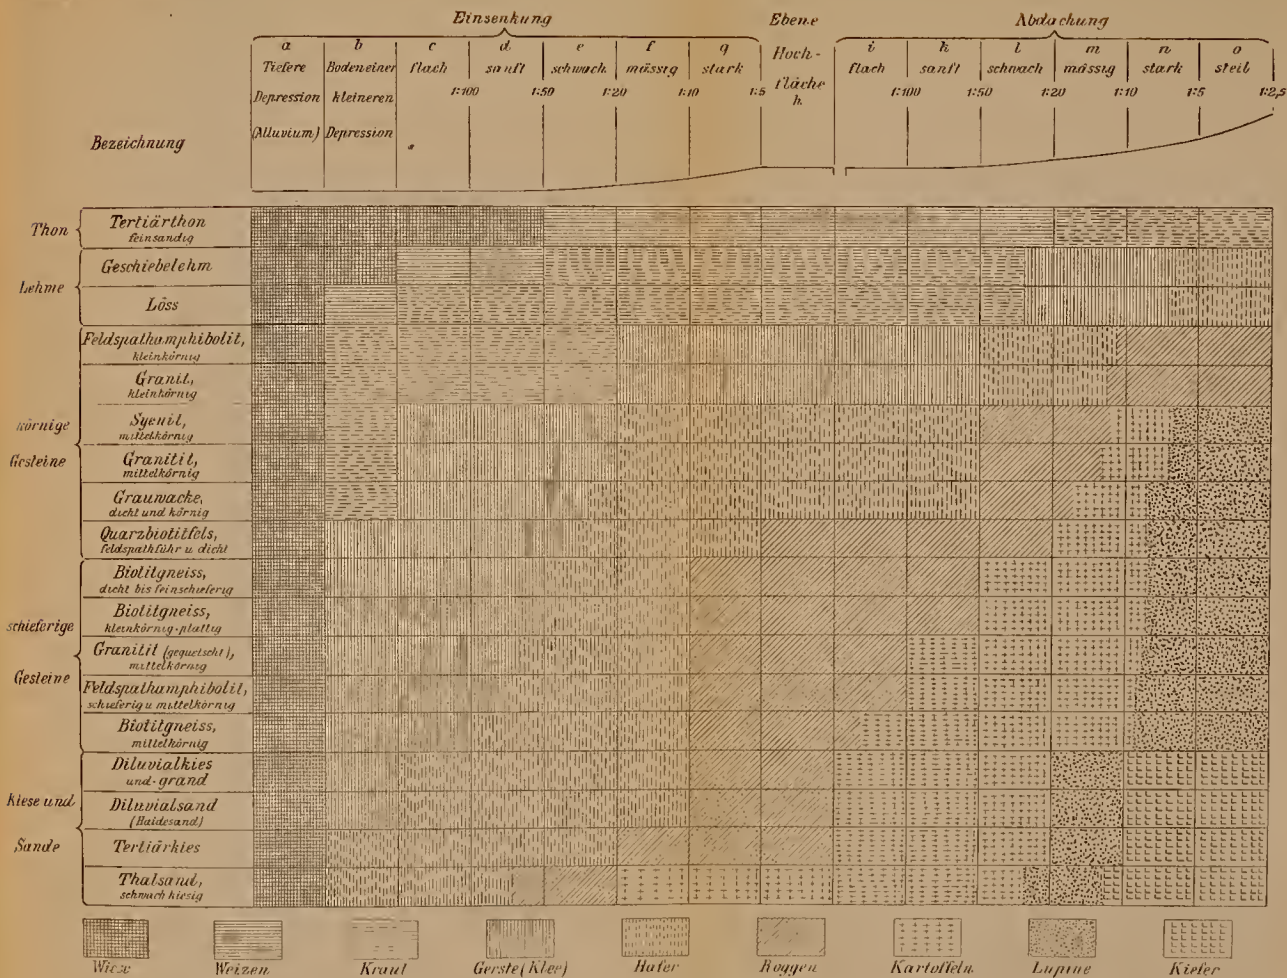 Einsenkung Ebene Abdachung
a b c d e f g Hoch- i k l m n o
Tiefere Bodeneiner flach sanft schwach mässig stark fläche flach sanft schwach mässig stark steil
Depression kleineren 1:100 1:50 1:20 1:10 1:5 h. 1:100 1:50 1:20 1:10 1:5 1:2,5
(Alluvium) Depression
Bezeichnung
Thon
Tertiärthon
feinsandig
Lehme
Geschiebelehm
Löss
körnige
Gesteine
Feldspathamphibolit,
kleinkörnig
Granit,
kleinkörnig
Syenit,
mittelkörnig
Granitit,
mittelkörnig
Grauwacke,
dicht und körnig
Quarzbiotitfels,
feldspathführ u. dicht
schieferige
Gesteine
Biotitgneiss,
dicht bis feinschieferig
Biotitgneiss,
kleinkörnig-plattig
Granitit (gequetscht),
mittelkörnig
Feldspathamphibolit,
schieferig u. mittelkörnig
Biotitgneiss,
mittelkörnig
Kiese und
Sande
Diluvialkies
und-grand
Diluvialsand
(Haidesand)
Tertiärkies
Thalsand,
schwach kiesig
Wiese Weizen Kraut Gerste (Klee) Hafer Roggen Kartoffeln Lupine Kiefer